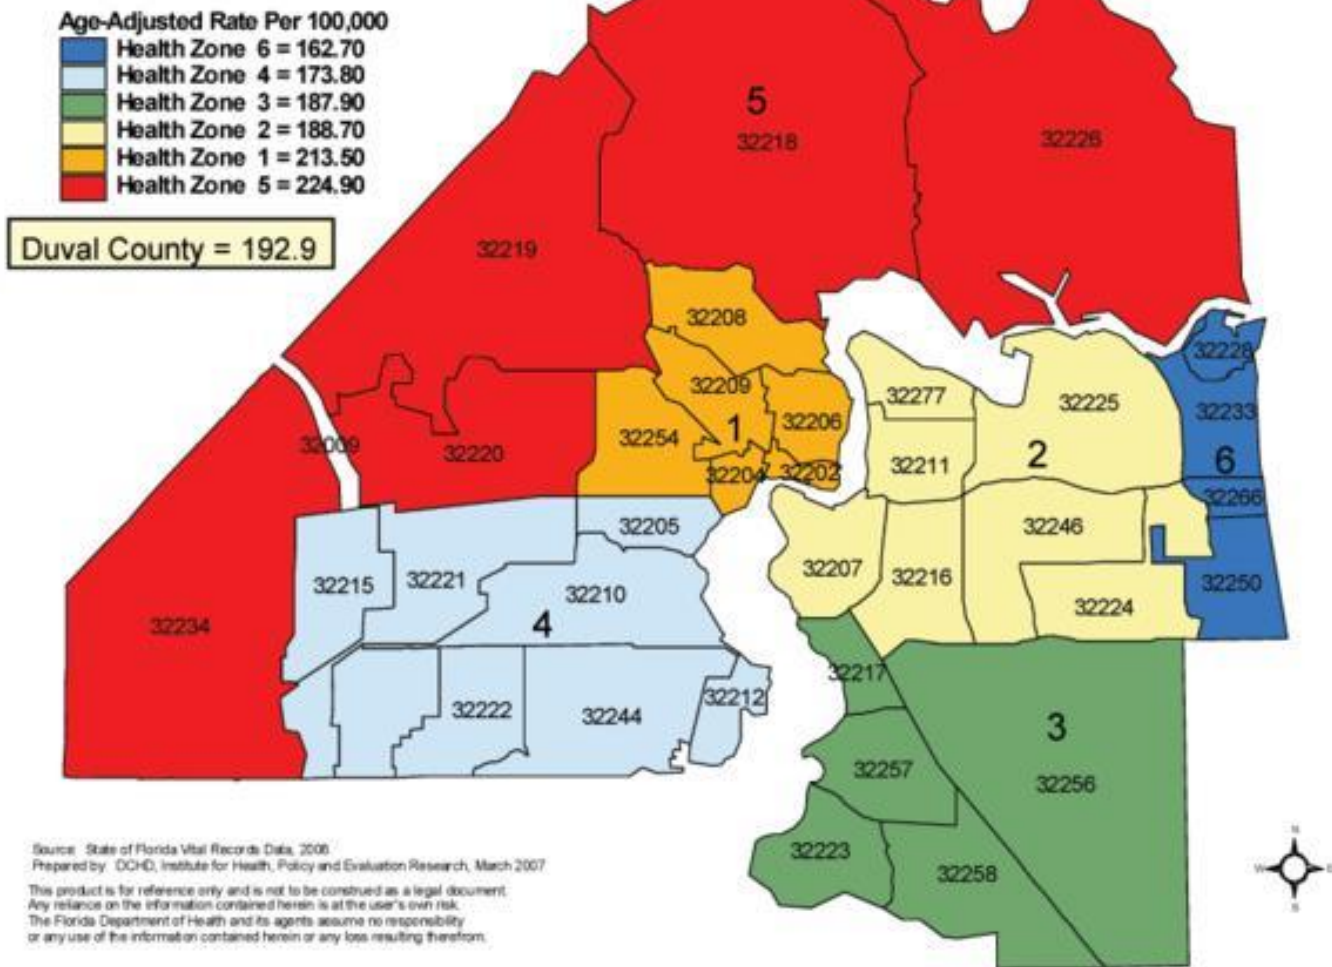 Age-Adjusted Rate Per 100,000
Health Zone 6 = 162.70
Health Zone 4 = 173.80
Health Zone 3 = 187.90
Health Zone 2 = 188.70
Health Zone 1 = 213.50
Health Zone 5 = 224.90
Duval County = 192.9
5
32218
32226
32219
32208
32228
32209
32277
32225
32233
32206
1
32254
32009
32220
32211
2
6
32204
32202
32266
32205
32246
32215
32221
32210
32207
32216
32250
32224
4
32234
32217
32212
32222
32244
3
32257
32256
32223
32258
Source: State of Florida Vital Records Data, 2006
Prepared by: DCHD, Institute for Health, Policy and Evaluation Research, March 2007
This product is for reference only and is not to be construed as a legal document.
Any reliance on the information contained herein is at the user's own risk.
The Florida Department of Health and its agents assume no responsibility
or any use of the information contained herein or any loss resulting therefrom.
N
W E
S